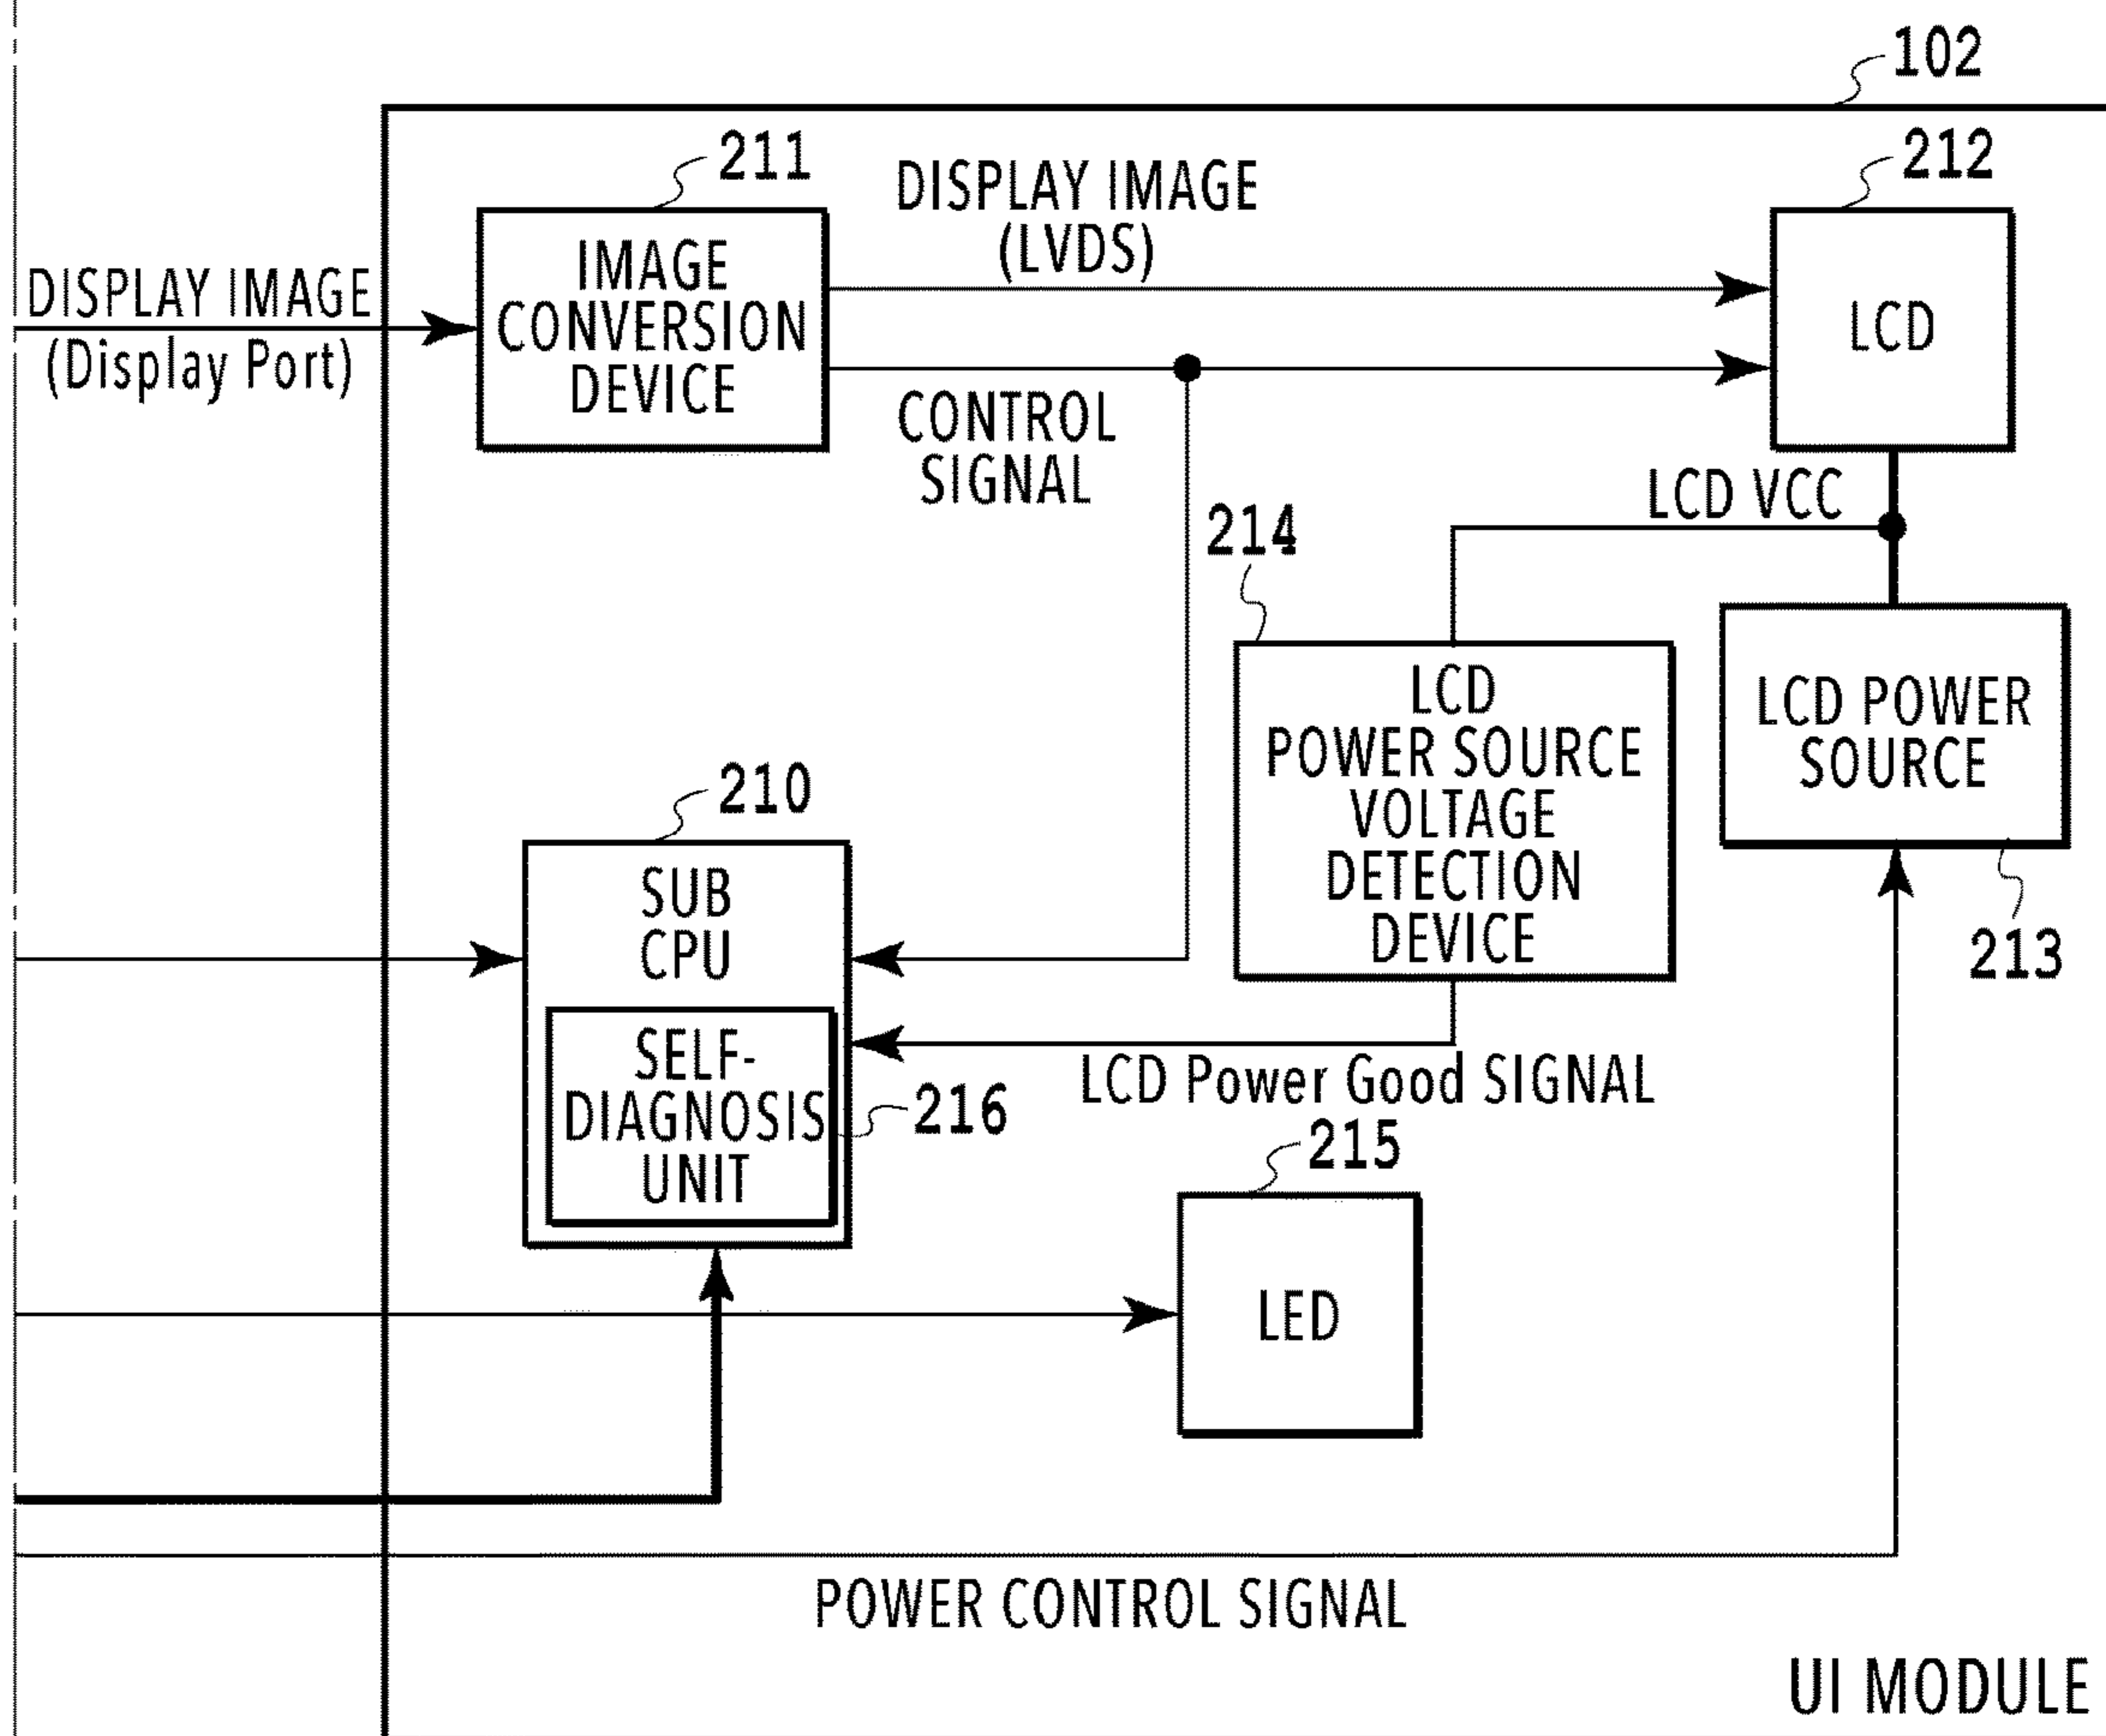 102
211
DISPLAY IMAGE
(LVDS)
212
DISPLAY IMAGE
(Display Port)
IMAGE
CONVERSION
DEVICE
LCD
CONTROL
SIGNAL
LCD VCC
214
LCD
POWER SOURCE
VOLTAGE
DETECTION
DEVICE
LCD POWER
SOURCE
213
210
SUB
CPU
SELF-
DIAGNOSIS
UNIT
216
LCD Power Good SIGNAL
215
LED
POWER CONTROL SIGNAL
UI MODULE